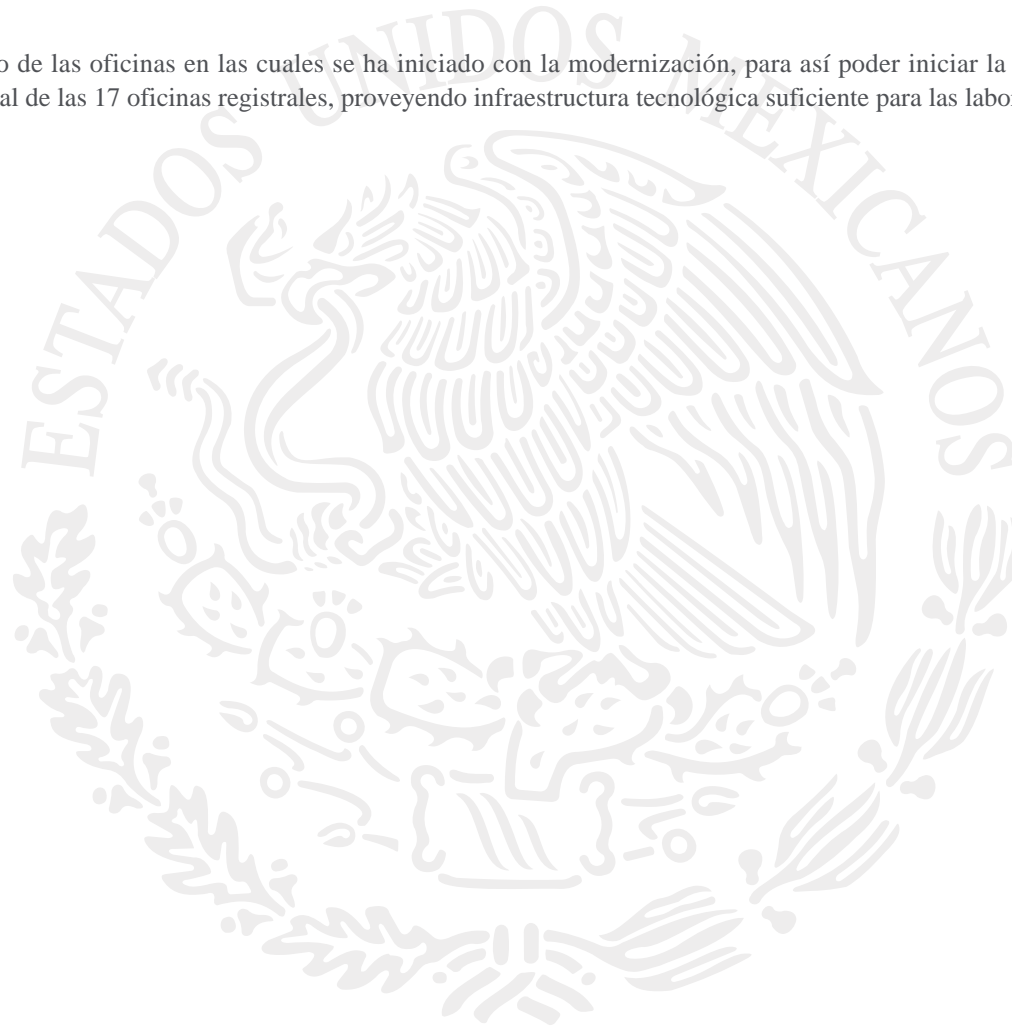 o de las oficinas en las cuales se ha iniciado con la modernización, para así poder iniciar la
al de las 17 oficinas registrales, proveyendo infraestructura tecnológica suficiente para las labor
ESTADOS UNIDOS MEXICANOS